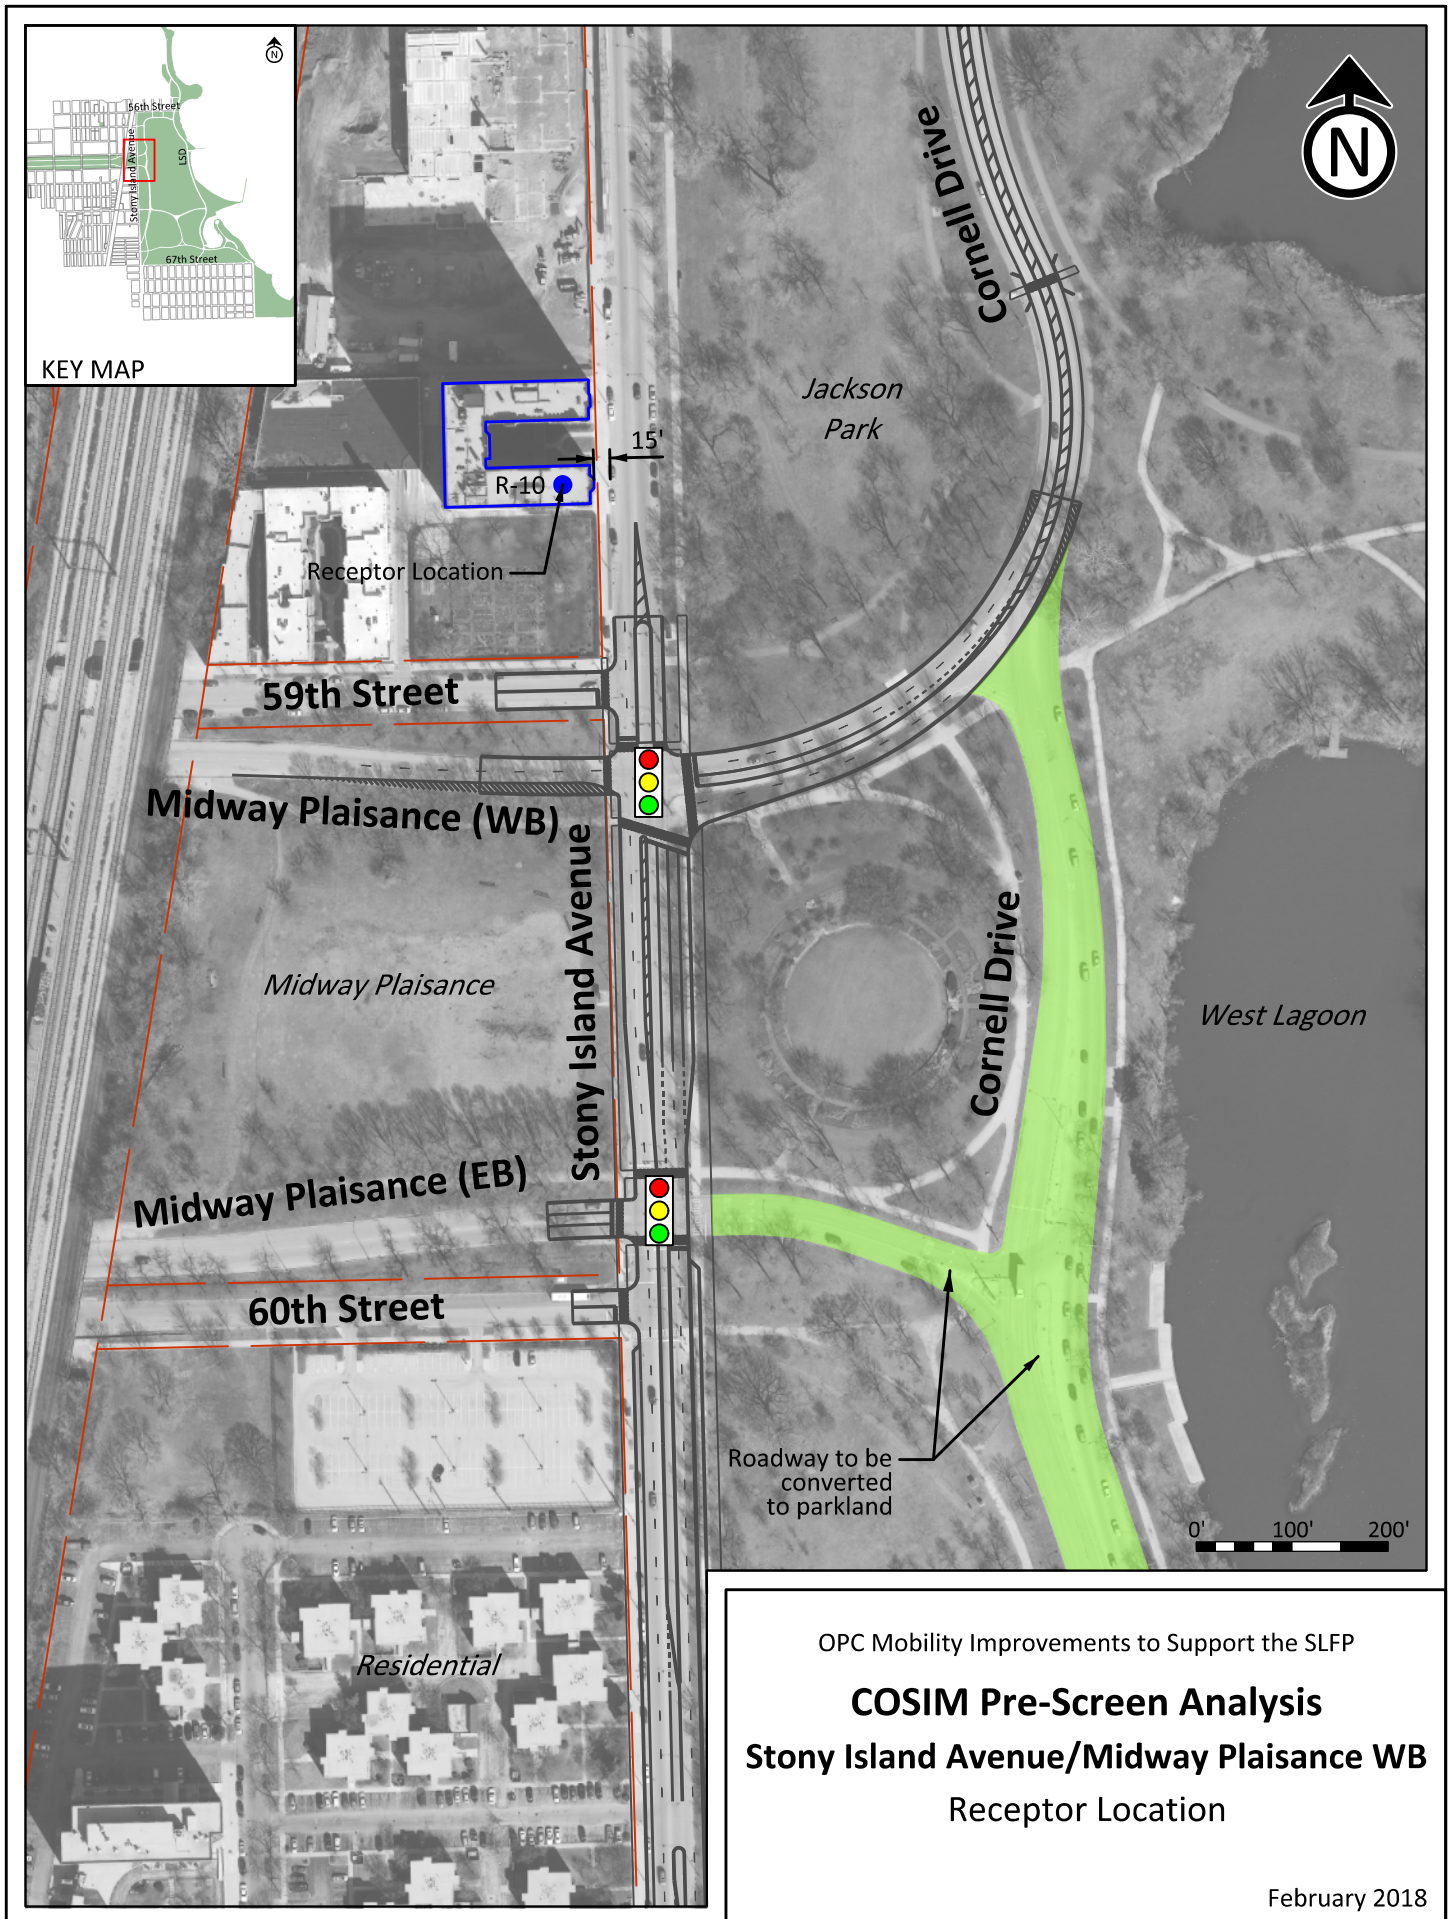 N
56th Street
Stony Island Avenue
LSD
67th Street
KEY MAP
N
Cornell Drive
Jackson
Park
15'
R-10
Receptor Location
59th Street
Midway Plaisance (WB)
Stony Island Avenue
Midway Plaisance
Cornell Drive
West Lagoon
Midway Plaisance (EB)
60th Street
Roadway to be
converted
to parkland
0' 100' 200'
Residential
OPC Mobility Improvements to Support the SLFP
COSIM Pre-Screen Analysis
Stony Island Avenue/Midway Plaisance WB
Receptor Location
February 2018